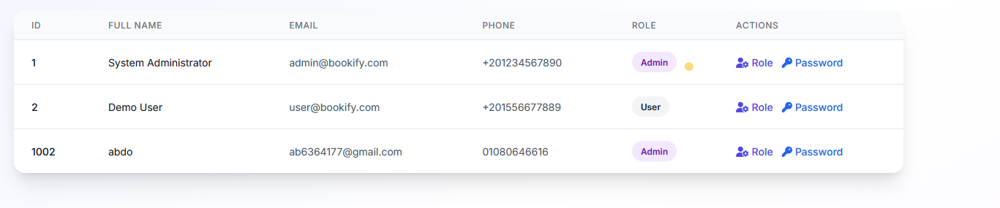 ID FULL NAME EMAIL PHONE ROLE ACTIONS
1 System Administrator admin@bookify.com +201234567890 Admin Role Password
2 Demo User user@bookify.com +201556677889 User Role Password
1002 abdo ab6364177@gmail.com 01080646616 Admin Role Password